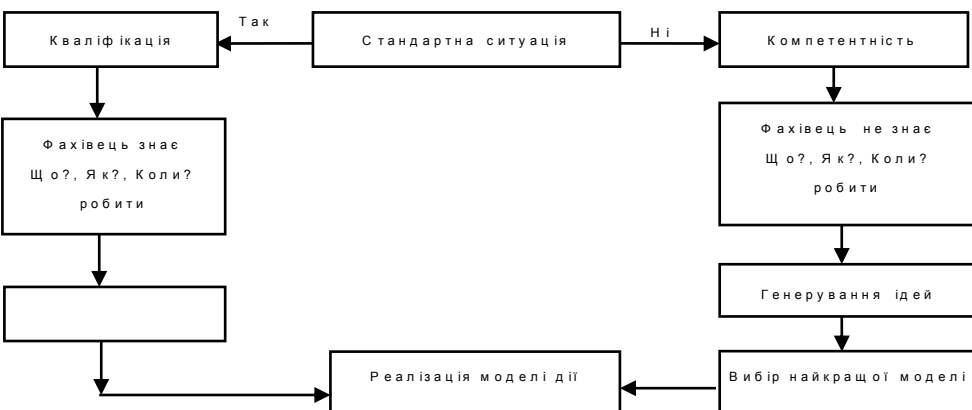 Так
Кваліфікація
Стандартна ситуація
Ні
Компетентність
Фахівець знає
Що?, Як?, Коли?
робити
Фахівець не знає
Що?, Як?, Коли?
робити
Генерування ідей
Реалізація моделі дії
Вибір найкращої моделі